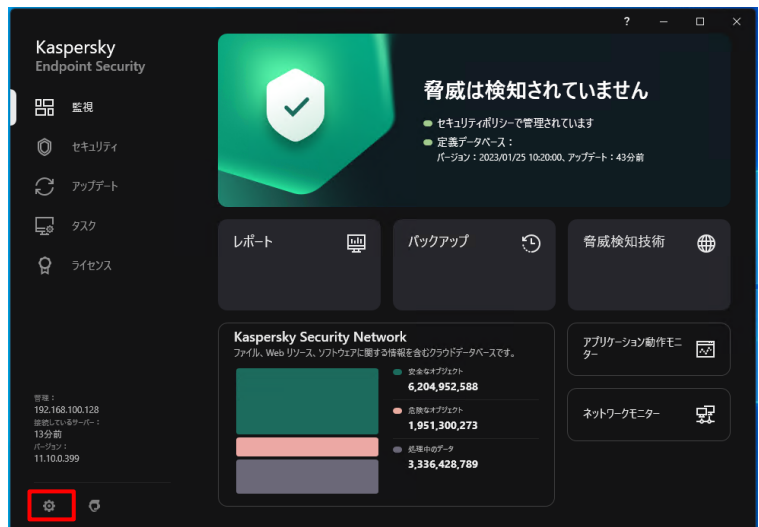 ?
Kaspersky
Endpoint Security
監視
セキュリティ
アップデート
タスク
ライセンス
管理：
192.168.100.128
接続しているサーバー：
13分前
バージョン：
11.10.0.399
脅威は検知されていません
セキュリティポリシーで管理されています
定義データベース：
バージョン：2023/01/25 10:20:00、アップデート：43分前
レポート
バックアップ
脅威検知技術
Kaspersky Security Network
ファイル、Web リソース、ソフトウェアに関する情報を含むクラウドデータベースです。
安全なオブジェクト
6,204,952,588
危険なオブジェクト
1,951,300,273
処理中のデータ
3,336,428,789
アプリケーション動作モニ
ター
ネットワークモニター